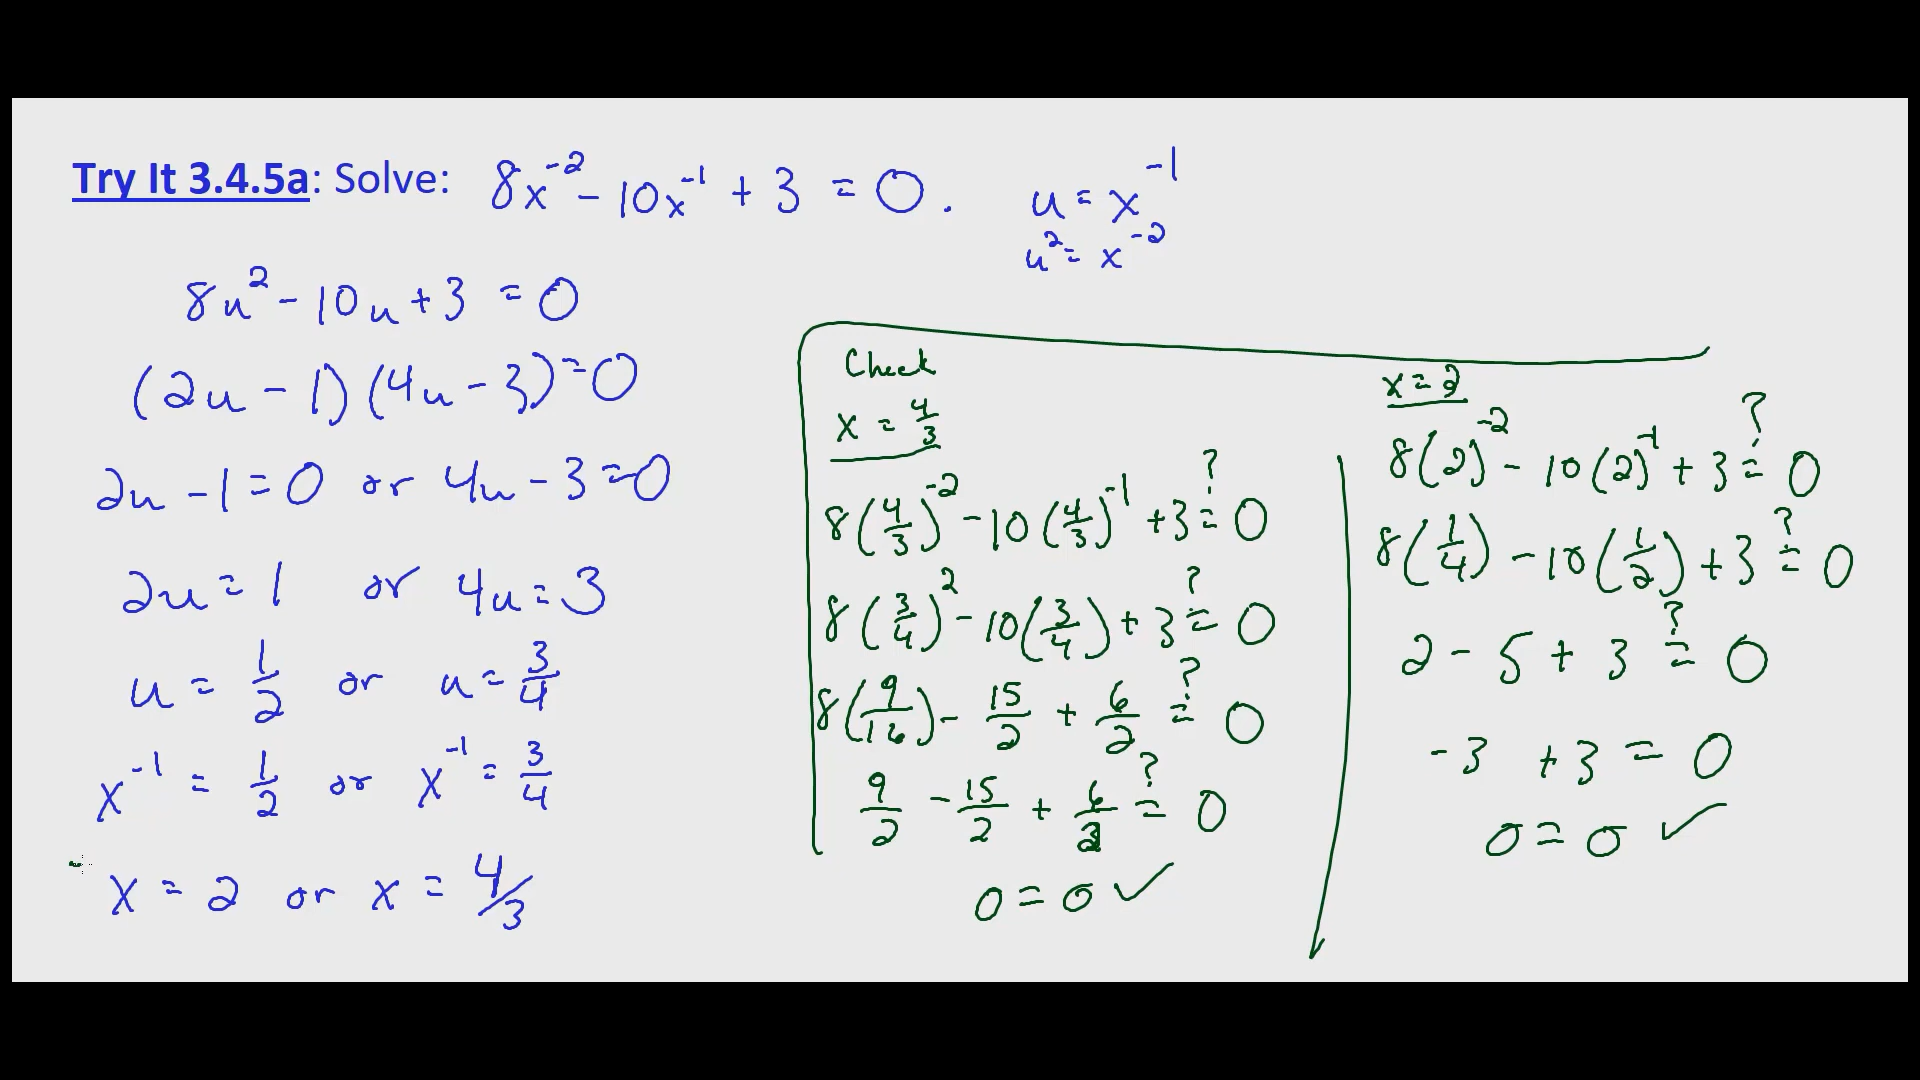 Try It 3.4.5a: Solve: 8x⁻² - 10x⁻¹ + 3 = 0.
u = x⁻¹
u² = x⁻²
8u² - 10u + 3 = 0
(2u - 1)(4u - 3) = 0
2u - 1 = 0 or 4u - 3 = 0
2u = 1 or 4u = 3
u = 1/2 or u = 3/4
x⁻¹ = 1/2 or x⁻¹ = 3/4
x = 2 or x = 4/3
Check
x = 4/3
8(4/3)⁻² - 10(4/3)⁻¹ + 3 ≟ 0
8(3/4)² - 10(3/4) + 3 ≟ 0
8(9/16) - 15/2 + 6/2 ≟ 0
9/2 - 15/2 + 6/2 ≟ 0
0 = 0 ✓
x = 2
8(2)⁻² - 10(2)⁻¹ + 3 ≟ 0
8(1/4) - 10(1/2) + 3 ≟ 0
2 - 5 + 3 ≟ 0
-3 + 3 = 0
0 = 0 ✓